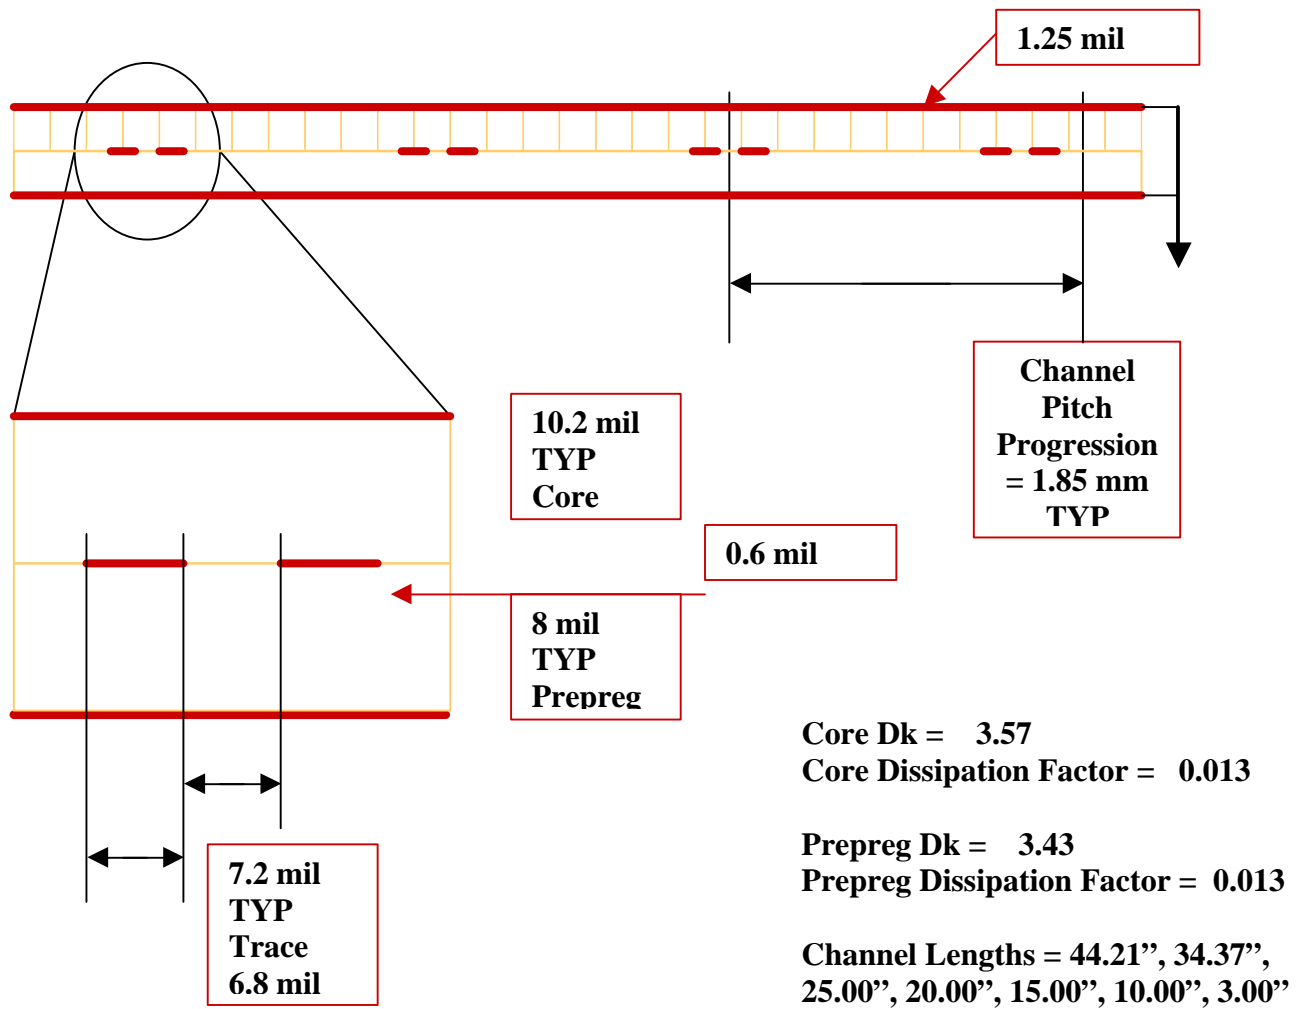 1.25 mil
Channel
Pitch
Progression
= 1.85 mm
TYP
10.2 mil
TYP
Core
0.6 mil
8 mil
TYP
Prepreg
7.2 mil
TYP
Trace
6.8 mil
Core Dk = 3.57
Core Dissipation Factor = 0.013
Prepreg Dk = 3.43
Prepreg Dissipation Factor = 0.013
Channel Lengths = 44.21”, 34.37”,
25.00”, 20.00”, 15.00”, 10.00”, 3.00”